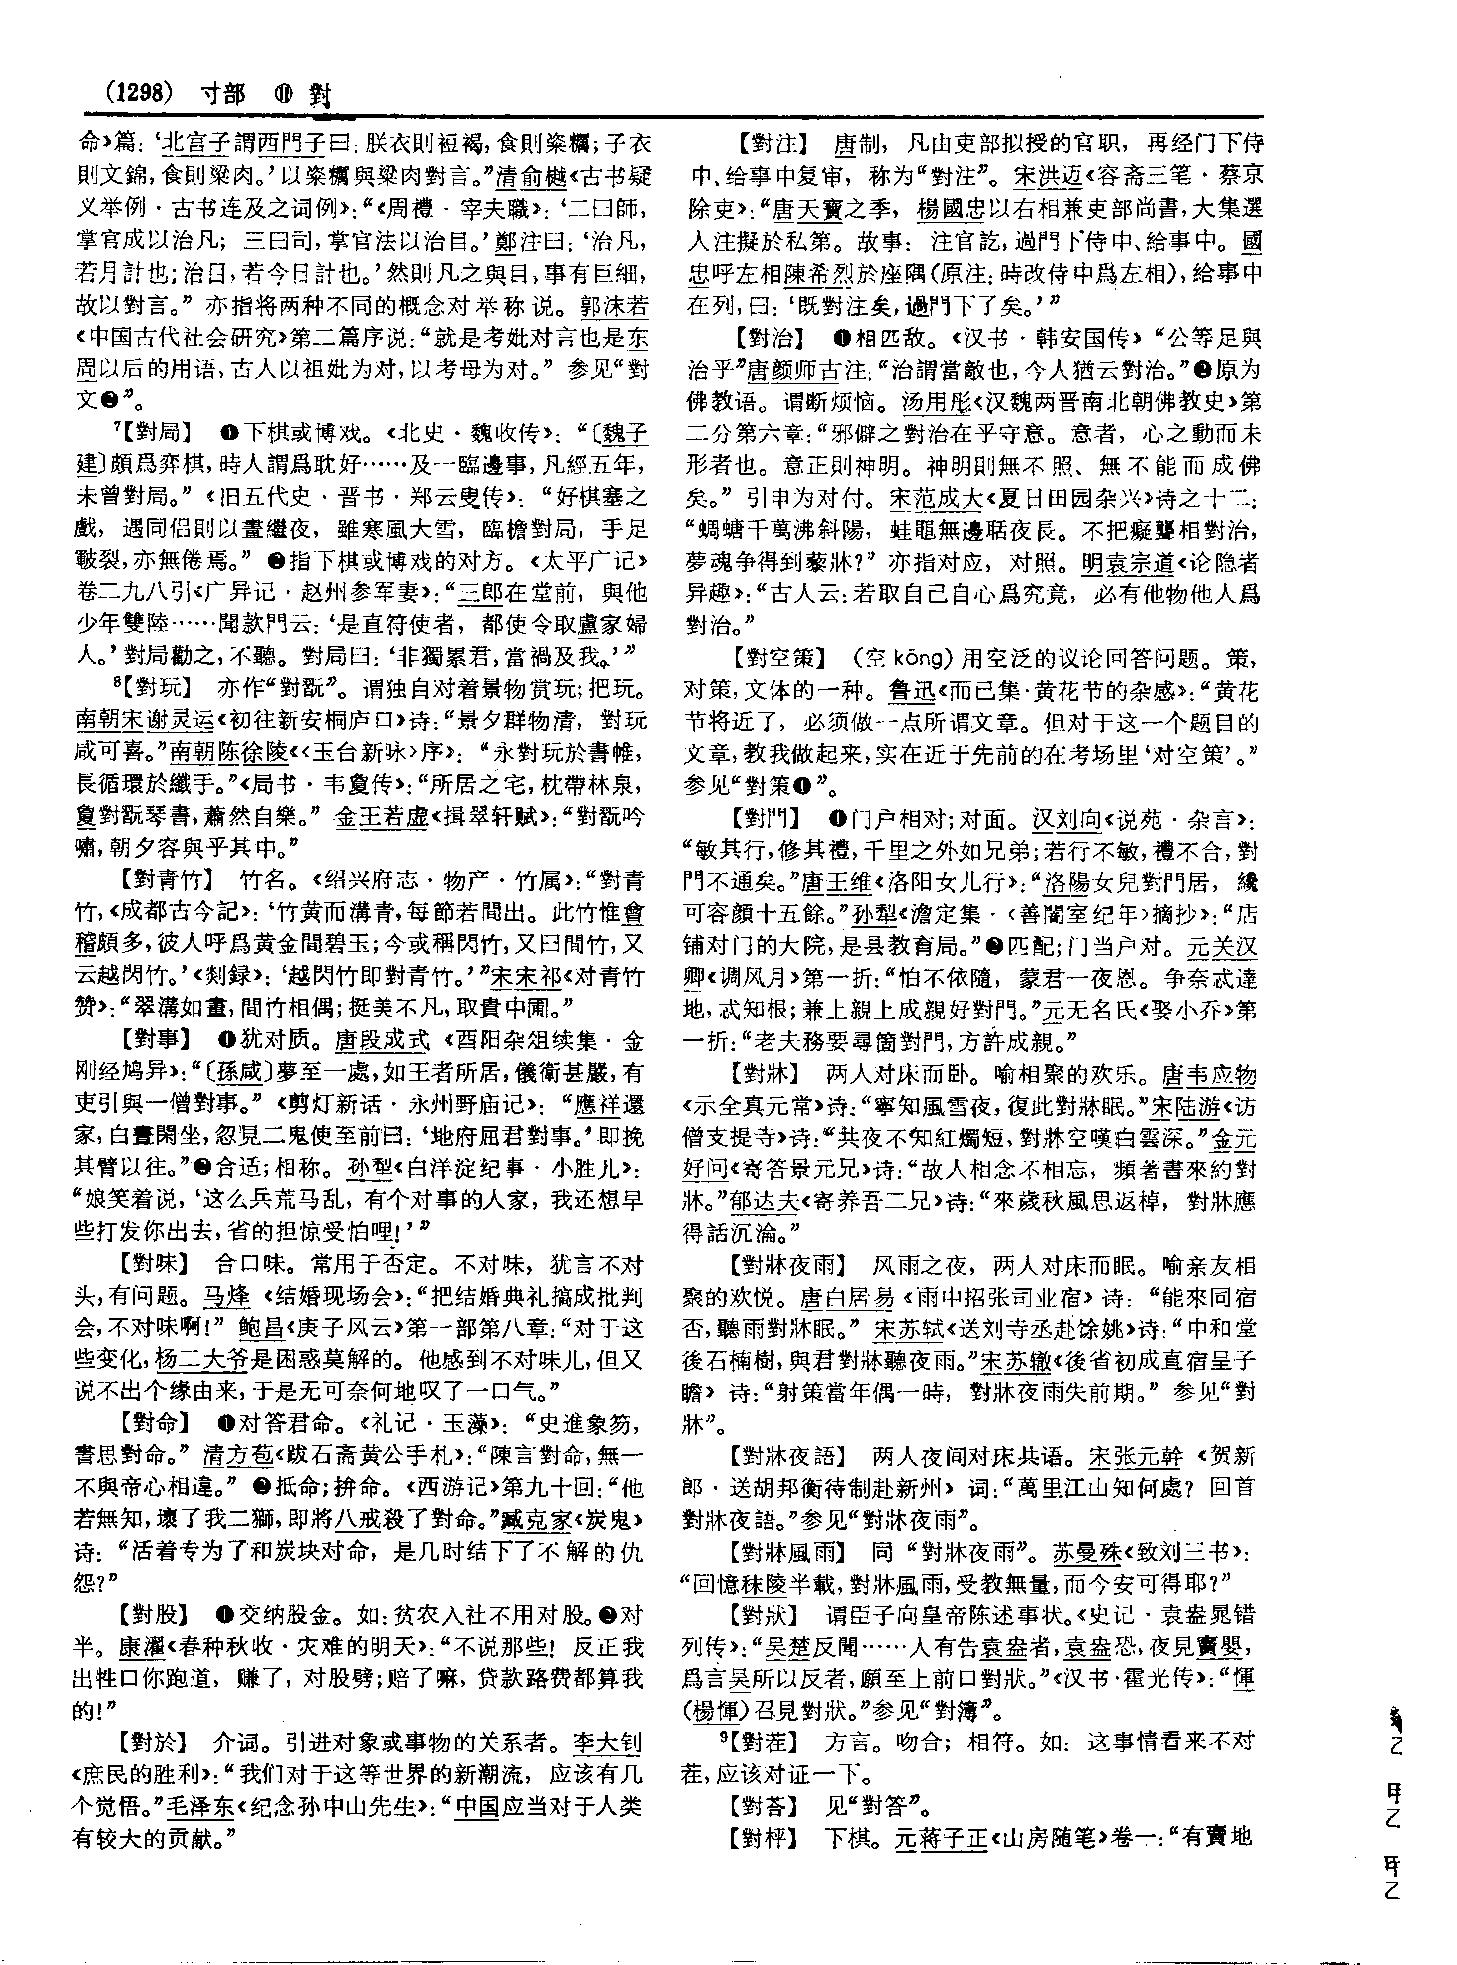 (1298) 寸部 ⑪ 對
命》篇：‘北宫子謂西門子曰：朕衣則裋褐，食則粢糲；子衣
則文錦，食則粱肉。’以粢糲與粱肉對言。”清俞樾《古书疑
义举例·古书连及之词例》：“《周禮·宰夫職》：‘二曰師，
掌官成以治凡；三曰司，掌官法以治目。’鄭注曰：‘治凡，
若月計也；治目，若今日計也。’然則凡之與目，事有巨細，
故以對言。”亦指将两种不同的概念对举称说。郭沫若
《中国古代社会研究》第二篇序说：“就是考妣对言也是东
周以后的用语，古人以祖妣为对，以考母为对。”参见“對
文❷”。
⁷【對局】 ❶下棋或博戏。《北史·魏收传》：“〔魏子
建〕頗爲弈棋，時人謂爲耽好……及一臨邊事，凡經五年，
未曾對局。”《旧五代史·晋书·郑云叟传》：“好棋塞之
戲，遇同侣則以晝繼夜，雖寒風大雪，臨檐對局，手足
皸裂，亦無倦焉。”❷指下棋或博戏的对方。《太平广记》
卷二九八引《广异记·赵州参军妻》：“三郎在堂前，與他
少年雙陸……聞款門云：‘是直符使者，都使令取盧家婦
人。’對局勸之，不聽。對局曰：‘非獨累君，當禍及我。’”
⁸【對玩】 亦作“對翫”。谓独自对着景物赏玩；把玩。
南朝宋谢灵运《初往新安桐庐口》诗：“景夕群物清，對玩
咸可喜。”南朝陈徐陵《〈玉台新咏〉序》：“永對玩於書帷，
長循環於纖手。”《周书·韦敻传》：“所居之宅，枕帶林泉，
敻對翫琴書，蕭然自樂。”金王若虚《揖翠轩赋》：“對翫吟
嘯，朝夕容與乎其中。”
【對青竹】 竹名。《绍兴府志·物产·竹属》：“對青
竹，《成都古今記》：‘竹黄而溝青，每節若間出。此竹惟會
稽頗多，彼人呼爲黄金間碧玉；今或稱閃竹，又曰間竹，又
云越閃竹。’《剡録》：‘越閃竹即對青竹。’”宋宋祁《对青竹
赞》：“翠溝如畫，間竹相偶；挺美不凡，取貴中圃。”
【對事】 ❶犹对质。唐段成式《酉阳杂俎续集·金
刚经鸠异》：“〔孫咸〕夢至一處，如王者所居，儀衛甚嚴，有
吏引與一僧對事。”《剪灯新话·永州野庙记》：“應祥還
家，白晝閑坐，忽見二鬼使至前曰：‘地府屈君對事。’即挽
其臂以往。”❷合适；相称。孙犁《白洋淀纪事·小胜儿》：
“娘笑着说，‘这么兵荒马乱，有个对事的人家，我还想早
些打发你出去，省的担惊受怕哩！’”
【對味】 合口味。常用于否定。不对味，犹言不对
头，有问题。马烽《结婚现场会》：“把结婚典礼搞成批判
会，不对味啊！”鲍昌《庚子风云》第一部第八章：“对于这
些变化，杨二大爷是困惑莫解的。他感到不对味儿，但又
说不出个缘由来，于是无可奈何地叹了一口气。”
【對命】 ❶对答君命。《礼记·玉藻》：“史進象笏，
書思對命。”清方苞《跋石斋黄公手札》：“陳言對命，無一
不與帝心相違。”❷抵命；拚命。《西游记》第九十回：“他
若無知，壞了我二獅，即將八戒殺了對命。”臧克家《炭鬼》
诗：“活着专为了和炭块对命，是几时结下了不解的仇
怨？”
【對股】 ❶交纳股金。如：贫农入社不用对股。❷对
半。康濯《春种秋收·灾难的明天》：“不说那些！反正我
出牲口你跑道，赚了，对股劈；赔了嘛，贷款路费都算我
的！”
【對於】 介词。引进对象或事物的关系者。李大钊
《庶民的胜利》：“我们对于这等世界的新潮流，应该有几
个觉悟。”毛泽东《纪念孙中山先生》：“中国应当对于人类
有较大的贡献。”
【對注】 唐制，凡由吏部拟授的官职，再经门下侍
中、给事中复审，称为“對注”。宋洪迈《容斋三笔·蔡京
除吏》：“唐天寶之季，楊國忠以右相兼吏部尚書，大集選
人注擬於私第。故事：注官訖，過門下侍中、給事中。國
忠呼左相陳希烈於座隅（原注：時改侍中爲左相），給事中
在列，曰：‘既對注矣，過門下了矣。’”
【對治】 ❶相匹敌。《汉书·韩安国传》“公等足與
治乎”唐颜师古注：“治謂當敵也，今人猶云對治。”❷原为
佛教语。谓断烦恼。汤用彤《汉魏两晋南北朝佛教史》第
二分第六章：“邪僻之對治在乎守意。意者，心之動而未
形者也。意正則神明。神明則無不照、無不能而成佛
矣。”引申为对付。宋范成大《夏日田园杂兴》诗之十二：
“蜩螗千萬沸斜陽，蛙黽無邊聒夜長。不把癡聾相對治，
夢魂争得到藜牀？”亦指对应，对照。明袁宗道《论隐者
异趣》：“古人云：若取自己自心爲究竟，必有他物他人爲
對治。”
【對空策】 （空 kōng）用空泛的议论回答问题。策，
对策，文体的一种。鲁迅《而已集·黄花节的杂感》：“黄花
节将近了，必须做一点所谓文章。但对于这一个题目的
文章，教我做起来，实在近于先前的在考场里‘对空策’。”
参见“對策❶”。
【對門】 ❶门户相对；对面。汉刘向《说苑·杂言》：
“敏其行，修其禮，千里之外如兄弟；若行不敏，禮不合，對
門不通矣。”唐王维《洛阳女儿行》：“洛陽女兒對門居，纔
可容顔十五餘。”孙犁《澹定集·〈善闇室纪年〉摘抄》：“店
铺对门的大院，是县教育局。”❷匹配；门当户对。元关汉
卿《调风月》第一折：“怕不依隨，蒙君一夜恩。争奈忒達
地，忒知根；兼上親上成親好對門。”元无名氏《娶小乔》第
一折：“老夫務要尋箇對門，方許成親。”
【對牀】 两人对床而卧。喻相聚的欢乐。唐韦应物
《示全真元常》诗：“寧知風雪夜，復此對牀眠。”宋陆游《访
僧支提寺》诗：“共夜不知紅燭短，對牀空嘆白雲深。”金元
好问《寄答景元兄》诗：“故人相念不相忘，頻著書來約對
牀。”郁达夫《寄养吾二兄》诗：“來歲秋風思返棹，對牀應
得話沉淪。”
【對牀夜雨】 风雨之夜，两人对床而眠。喻亲友相
聚的欢悦。唐白居易《雨中招张司业宿》诗：“能來同宿
否，聽雨對牀眠。”宋苏轼《送刘寺丞赴馀姚》诗：“中和堂
後石楠樹，與君對牀聽夜雨。”宋苏辙《後省初成直宿呈子
瞻》诗：“射策當年偶一時，對牀夜雨失前期。”参见“對
牀”。
【對牀夜語】 两人夜间对床共语。宋张元幹《贺新
郎·送胡邦衡待制赴新州》词：“萬里江山知何處？回首
對牀夜語。”参见“對牀夜雨”。
【對牀風雨】 同“對牀夜雨”。苏曼殊《致刘三书》：
“回憶秣陵半載，對牀風雨，受教無量，而今安可得耶？”
【對狀】 谓臣子向皇帝陈述事状。《史记·袁盎晁错
列传》：“吴楚反聞……人有告袁盎者，袁盎恐，夜見竇嬰，
爲言吴所以反者，願至上前口對狀。”《汉书·霍光传》：“惲
（楊惲）召見對狀。”参见“對簿”。
⁹【對茬】 方言。吻合；相符。如：这事情看来不对
茬，应该对证一下。
【對荅】 见“對答”。
【對枰】 下棋。元蒋子正《山房随笔》卷一：“有賣地